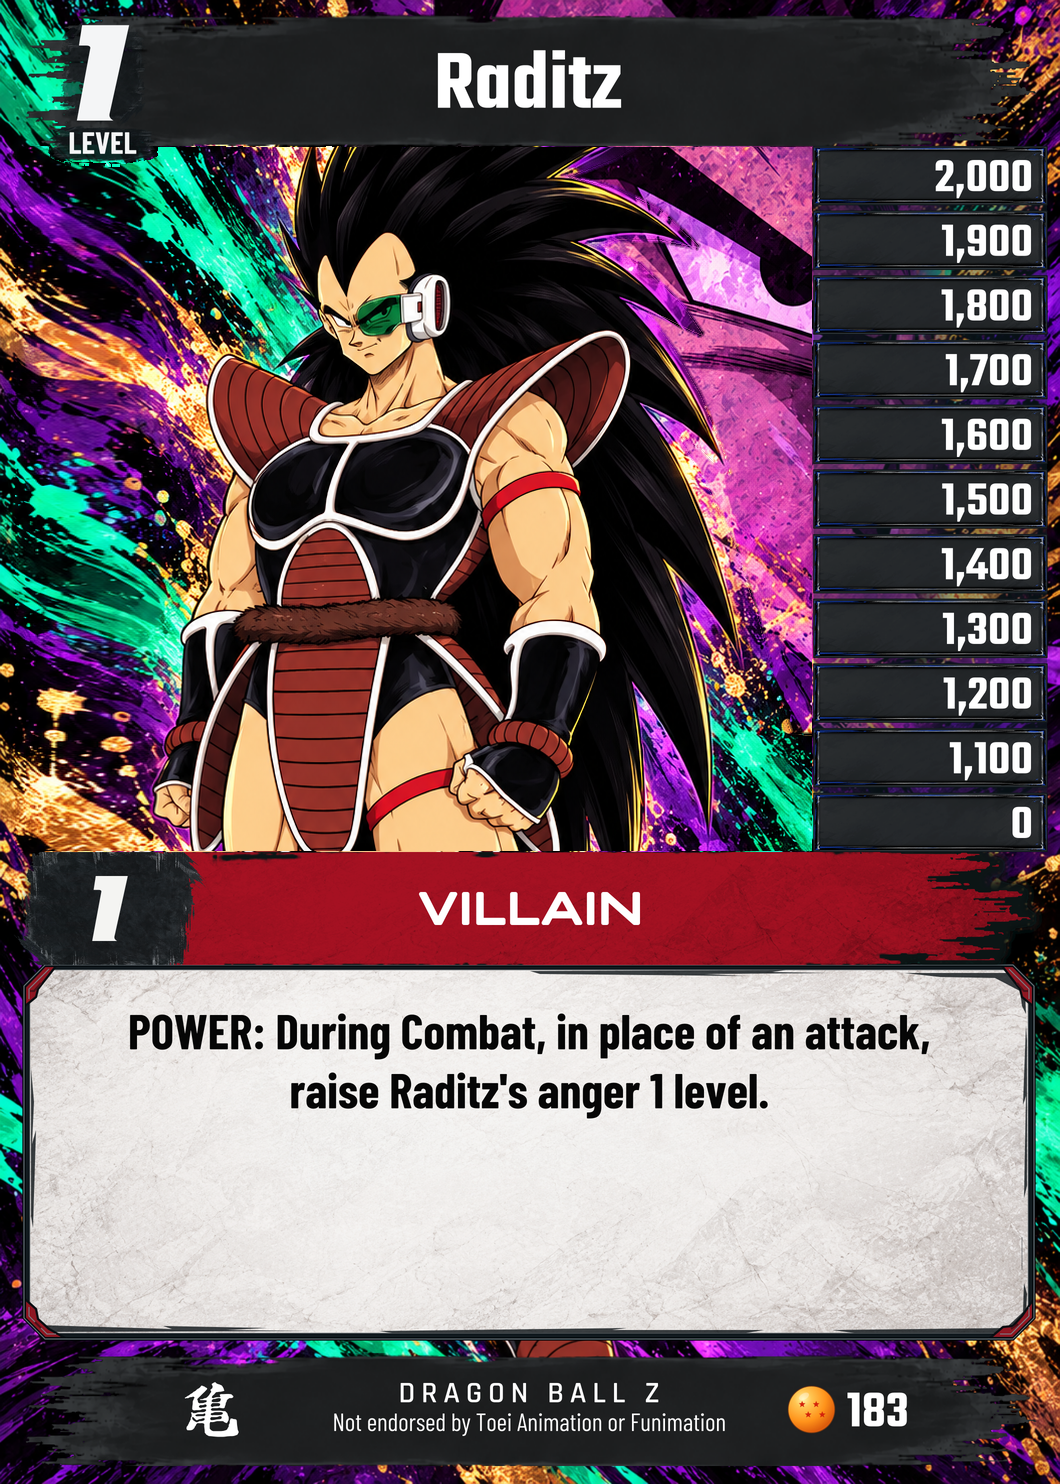 1
LEVEL
Raditz
2,000
1,900
1,800
1,700
1,600
1,500
1,400
1,300
1,200
1,100
0
1
VILLAIN
POWER: During Combat, in place of an attack,
raise Raditz's anger 1 level.
亀
DRAGON BALL Z
Not endorsed by Toei Animation or Funimation
183